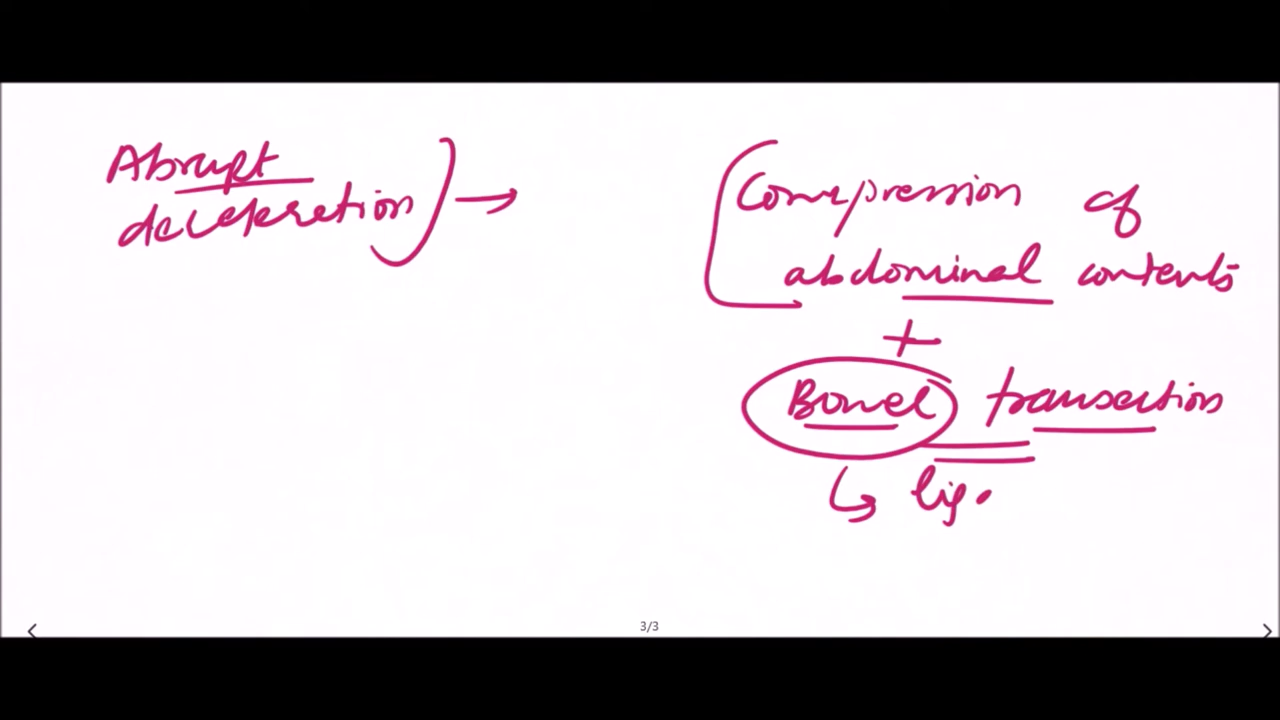 Abrupt
deceleration
→
Compression of
abdominal contents
+
Bowel transection
↳ lig.
3/3